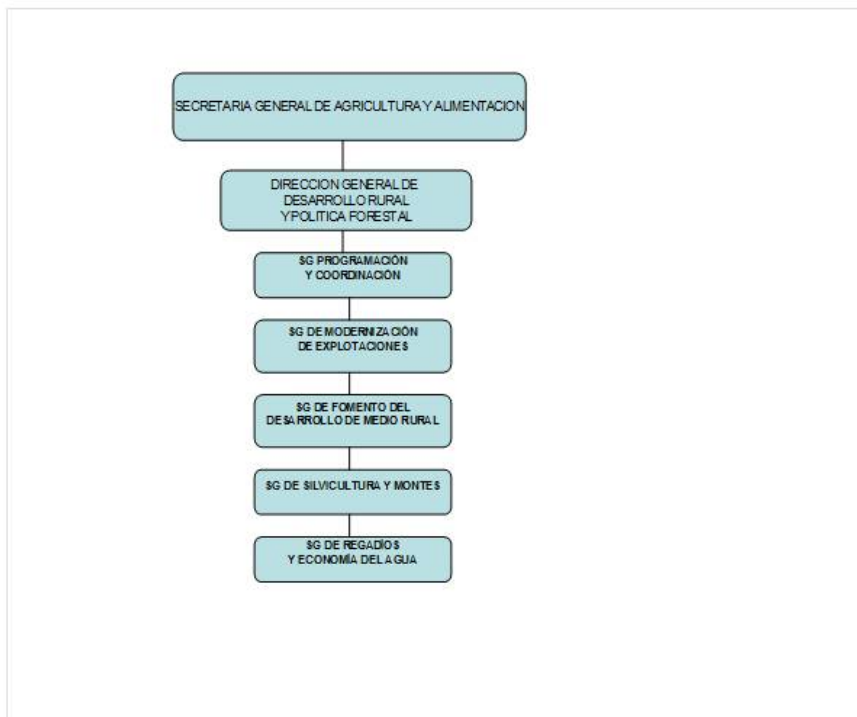 SECRETARIA GENERAL DE AGRICULTURA Y ALIMENTACION
DIRECCION GENERAL DE
DESARROLLO RURAL
Y POLITICA FORESTAL
SG PROGRAMACIÓN
Y COORDINACIÓN
SG DE MODERNIZACIÓN
DE EXPLOTACIONES
SG DE FOMENTO DEL
DESARROLLO DE MEDIO RURAL
SG DE SILVICULTURA Y MONTES
SG DE REGADÍOS
Y ECONOMÍA DEL AGUA